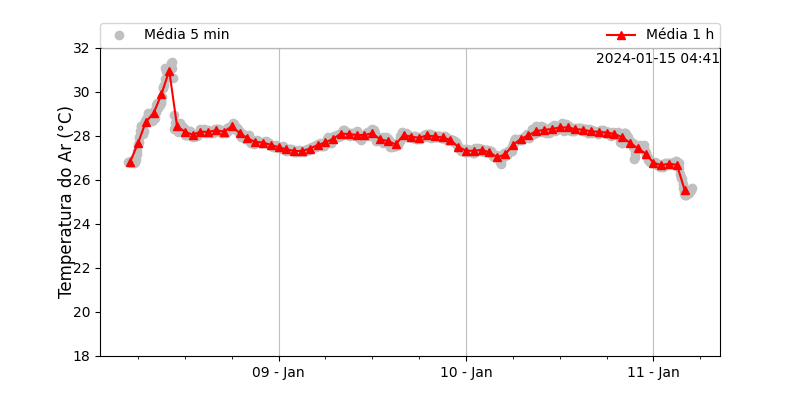 Média 5 min
Média 1 h
2024-01-15 04:41
Temperatura do Ar (°C)
32
30
28
26
24
22
20
18
09 - Jan
10 - Jan
11 - Jan